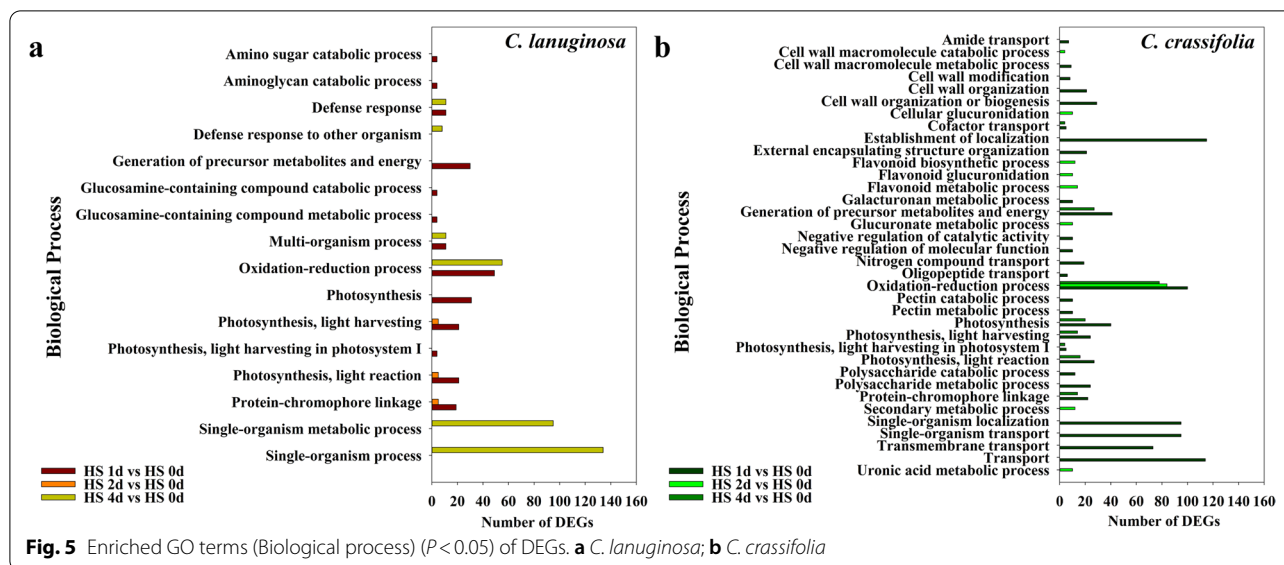 a
C. lanuginosa
Biological Process
Amino sugar catabolic process
Aminoglycan catabolic process
Defense response
Defense response to other organism
Generation of precursor metabolites and energy
Glucosamine-containing compound catabolic process
Glucosamine-containing compound metabolic process
Multi-organism process
Oxidation-reduction process
Photosynthesis
Photosynthesis, light harvesting
Photosynthesis, light harvesting in photosystem I
Photosynthesis, light reaction
Protein-chromophore linkage
Single-organism metabolic process
Single-organism process
HS 1d vs HS 0d
HS 2d vs HS 0d
HS 4d vs HS 0d
0 20 40 60 80 100 120 140 160
Number of DEGs
b
C. crassifolia
Biological Process
Amide transport
Cell wall macromolecule catabolic process
Cell wall macromolecule metabolic process
Cell wall modification
Cell wall organization
Cell wall organization or biogenesis
Cellular glucuronidation
Cofactor transport
Establishment of localization
External encapsulating structure organization
Flavonoid biosynthetic process
Flavonoid glucuronidation
Flavonoid metabolic process
Galacturonan metabolic process
Generation of precursor metabolites and energy
Glucuronate metabolic process
Negative regulation of catalytic activity
Negative regulation of molecular function
Nitrogen compound transport
Oligopeptide transport
Oxidation-reduction process
Pectin catabolic process
Pectin metabolic process
Photosynthesis
Photosynthesis, light harvesting
Photosynthesis, light harvesting in photosystem I
Photosynthesis, light reaction
Polysaccharide catabolic process
Polysaccharide metabolic process
Protein-chromophore linkage
Secondary metabolic process
Single-organism localization
Single-organism transport
Transmembrane transport
Transport
Uronic acid metabolic process
HS 1d vs HS 0d
HS 2d vs HS 0d
HS 4d vs HS 0d
0 20 40 60 80 100 120 140 160
Number of DEGs
Fig. 5 Enriched GO terms (Biological process) (P < 0.05) of DEGs. a C. lanuginosa; b C. crassifolia